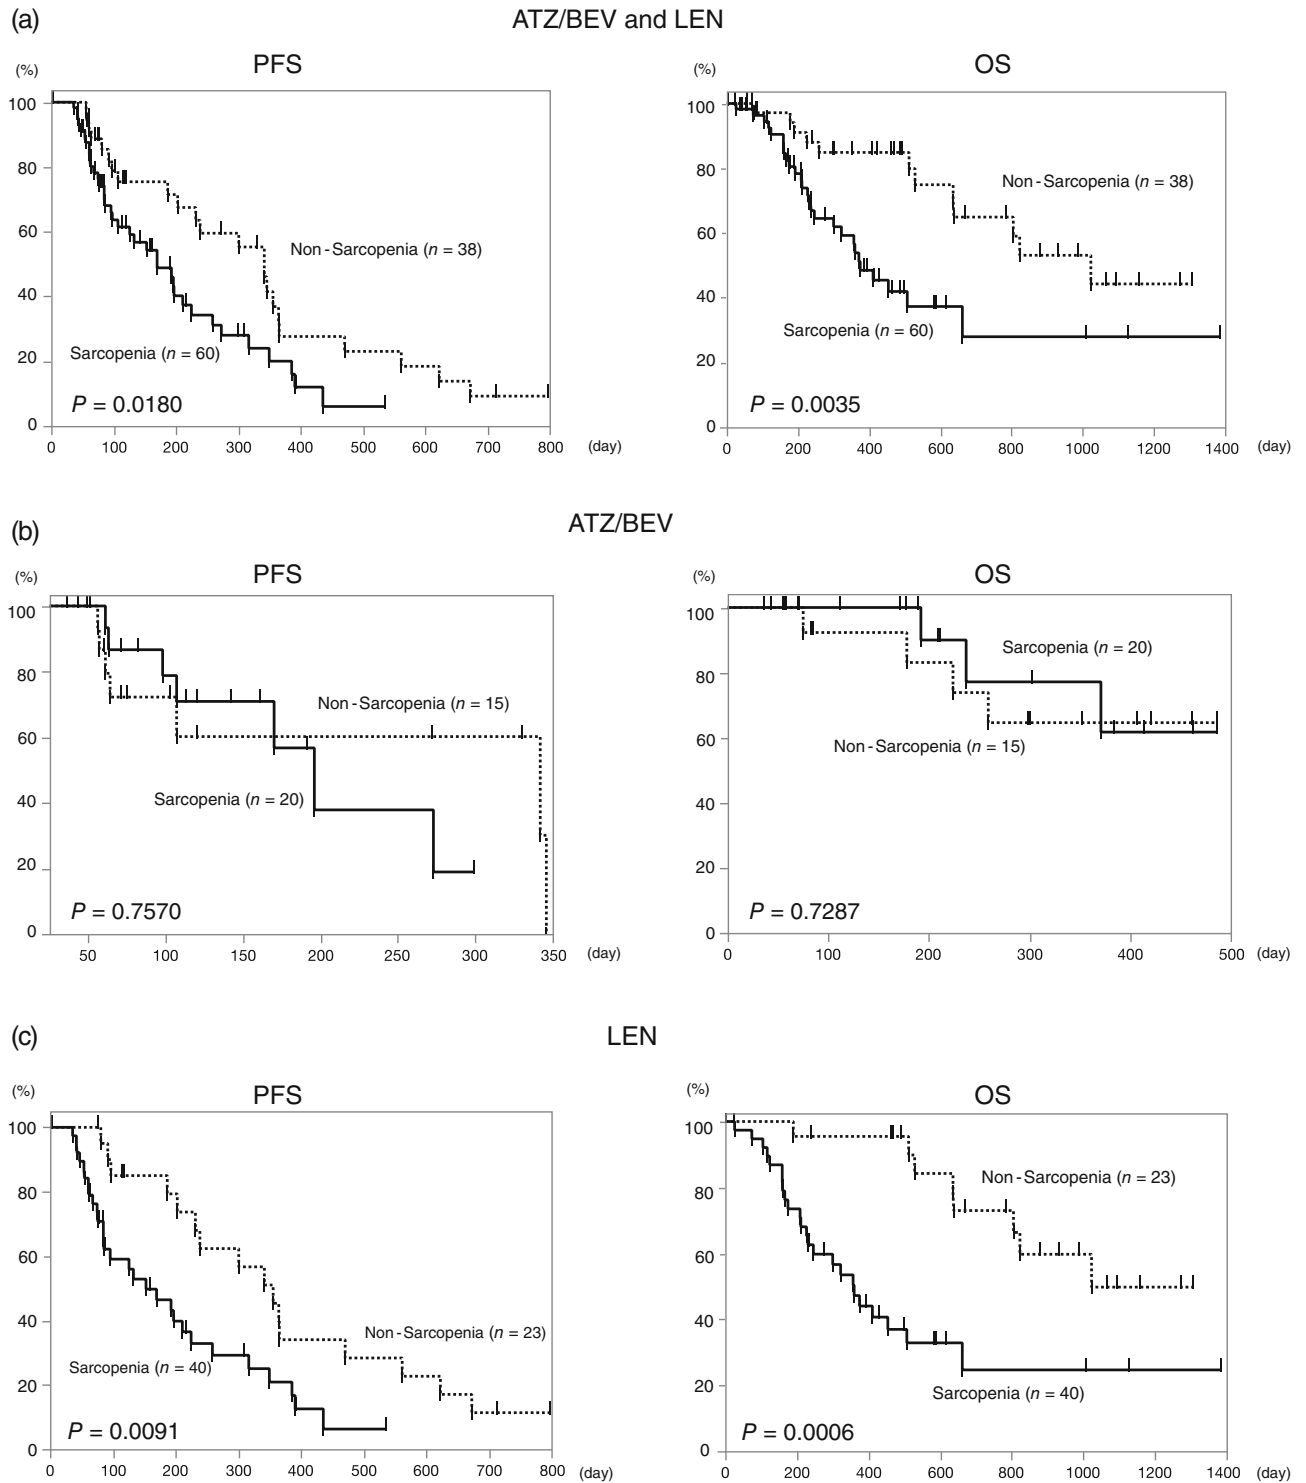 (a)
ATZ/BEV and LEN
PFS
(%)
100
80
60
40
20
0
Non-Sarcopenia (n = 38)
Sarcopenia (n = 60)
P = 0.0180
0 100 200 300 400 500 600 700 800 (day)
OS
(%)
100
80
60
40
20
0
Non-Sarcopenia (n = 38)
Sarcopenia (n = 60)
P = 0.0035
0 200 400 600 800 1000 1200 1400 (day)
(b)
ATZ/BEV
PFS
(%)
100
80
60
40
20
0
Non-Sarcopenia (n = 15)
Sarcopenia (n = 20)
P = 0.7570
50 100 150 200 250 300 350 (day)
OS
(%)
100
80
60
40
20
0
Sarcopenia (n = 20)
Non-Sarcopenia (n = 15)
P = 0.7287
0 100 200 300 400 500 (day)
(c)
LEN
PFS
(%)
100
80
60
40
20
0
Non-Sarcopenia (n = 23)
Sarcopenia (n = 40)
P = 0.0091
0 100 200 300 400 500 600 700 800 (day)
OS
(%)
100
80
60
40
20
0
Non-Sarcopenia (n = 23)
Sarcopenia (n = 40)
P = 0.0006
0 200 400 600 800 1000 1200 1400 (day)